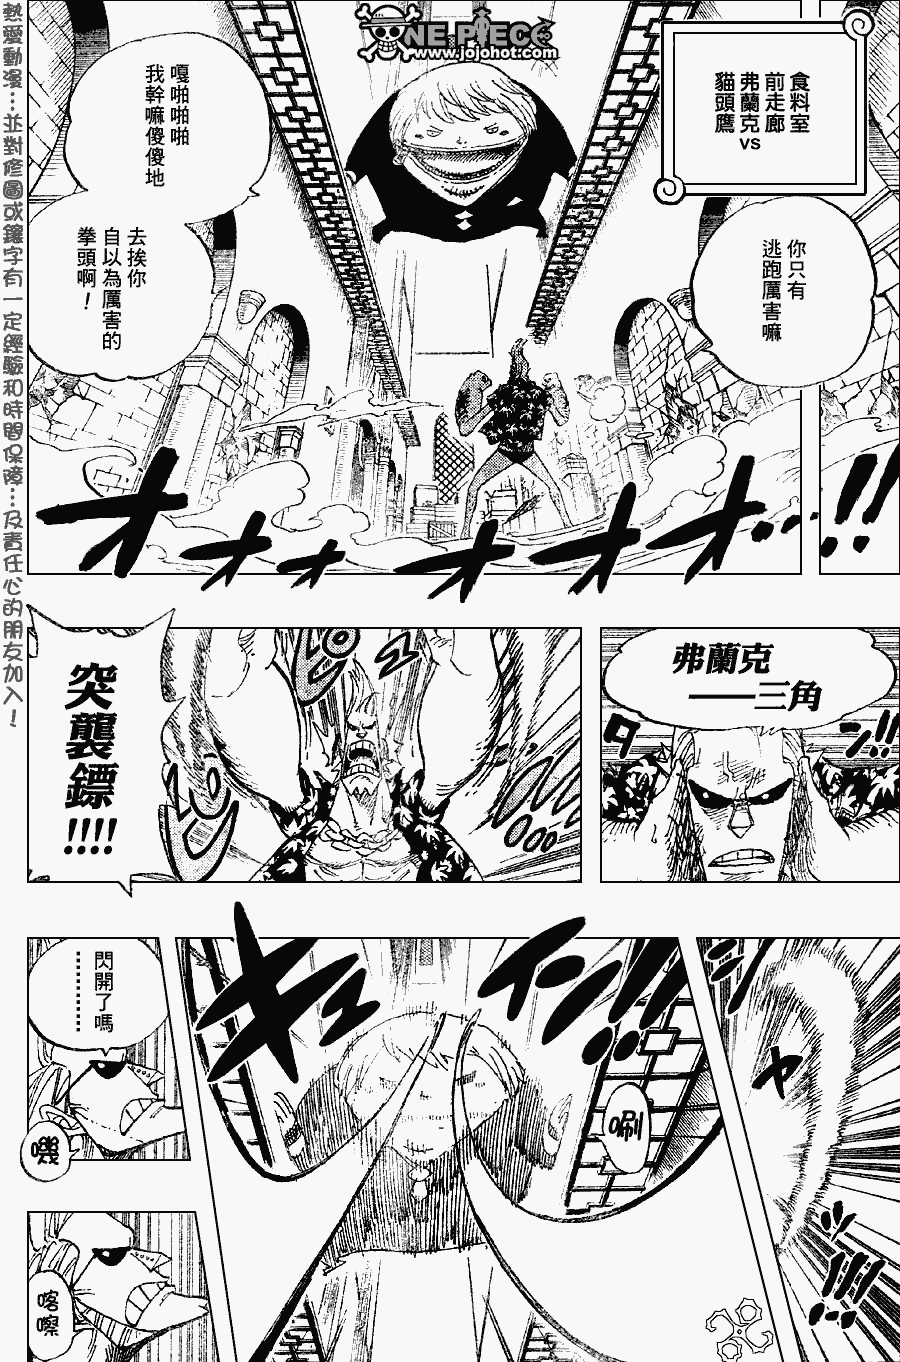 ONE PIECE
www.jojohot.com
食料室
前走廊
弗蘭克vs
貓頭鷹
你只有
逃跑厲害嘛
嘎啪啪啪
我幹嘛傻傻地
去挨你
自以為厲害的
拳頭啊！
オオオオオオ…!!
弗蘭克
——三角
突襲鏢!!!!
キュイ!!!
唰
閃開了嗎
…………
嘰
喀嚓
熱愛動漫…並對修圖或鑲字有一定經驗和時間保障…及責任心的朋友加入！